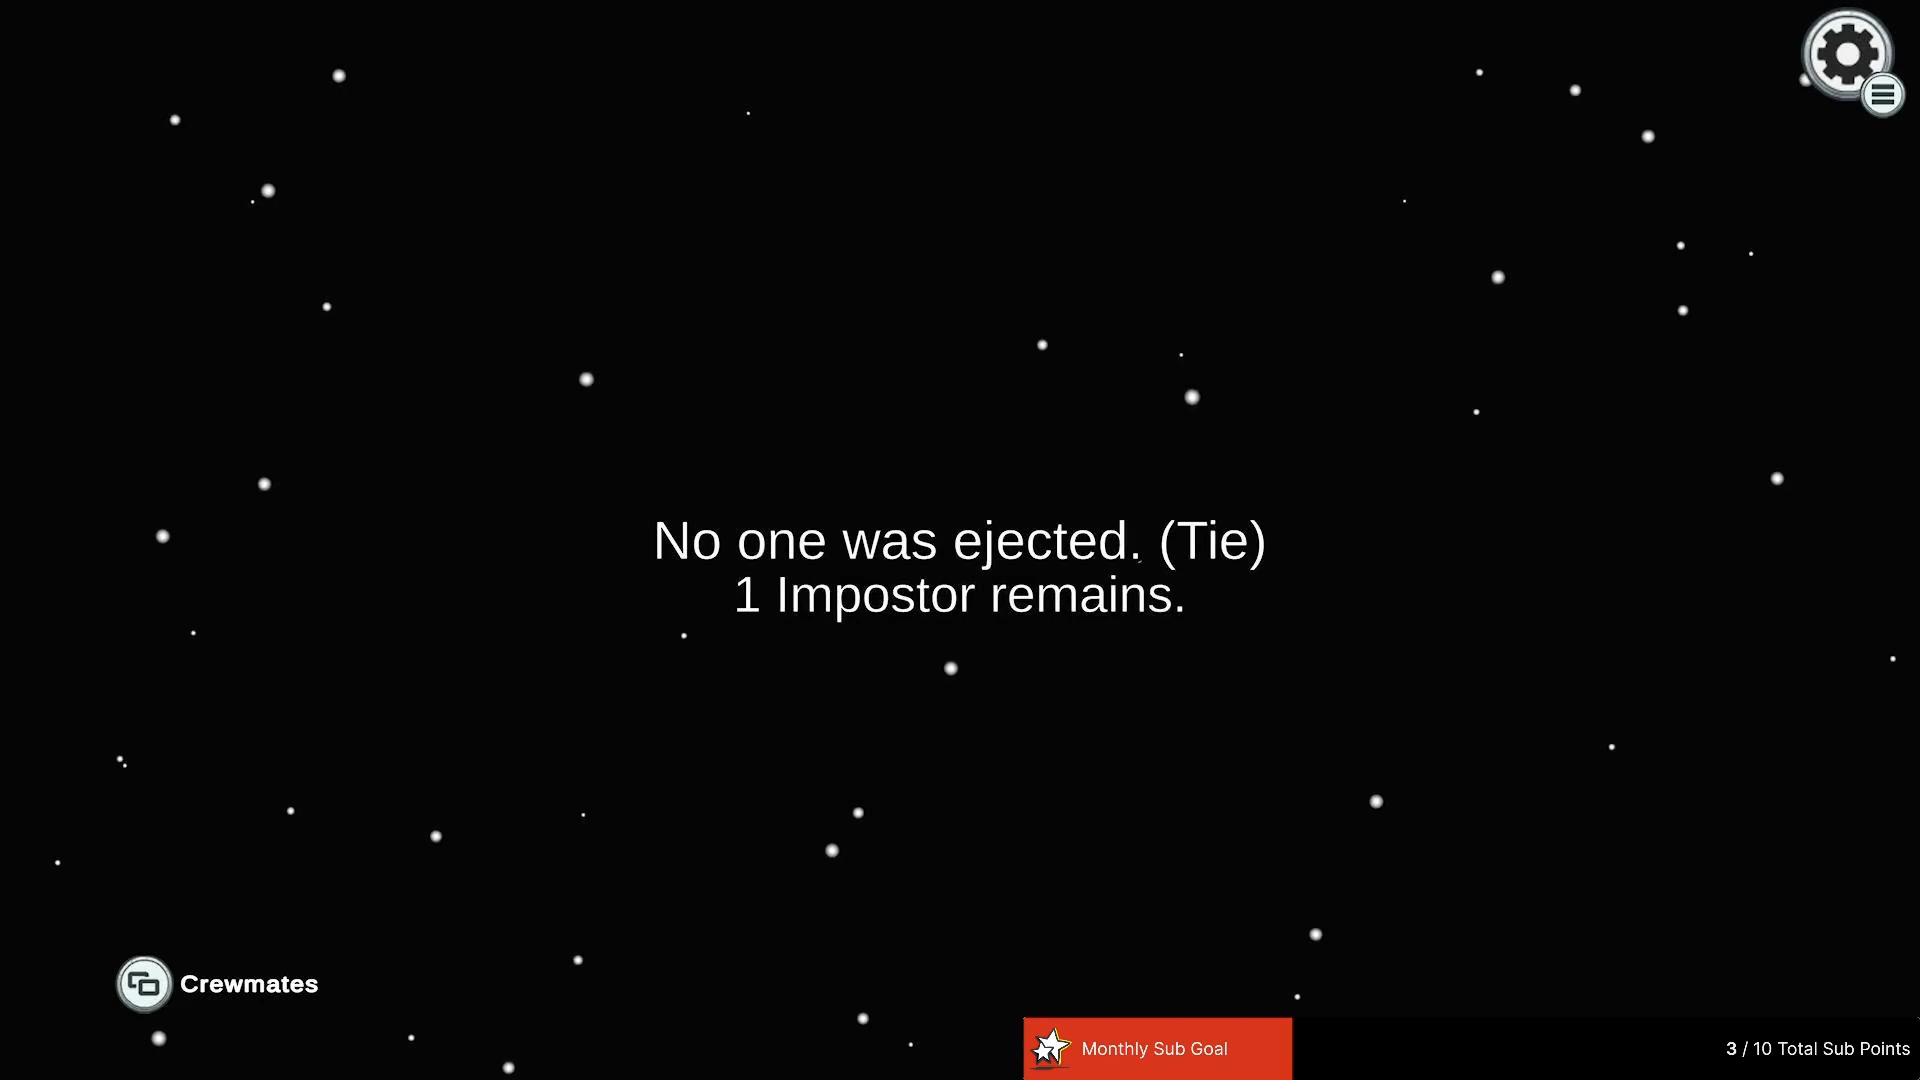 No one was ejected. (Tie)
1 Impostor remains.
Crewmates
Monthly Sub Goal
3 / 10 Total Sub Points